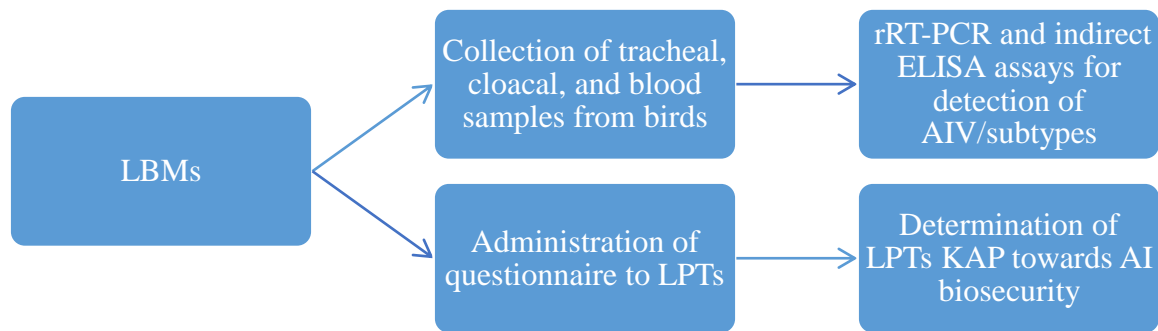 LBMs
Collection of tracheal,
cloacal, and blood
samples from birds
rRT-PCR and indirect
ELISA assays for
detection of
AIV/subtypes
Administration of
questionnaire to LPTs
Determination of
LPTs KAP towards AI
biosecurity